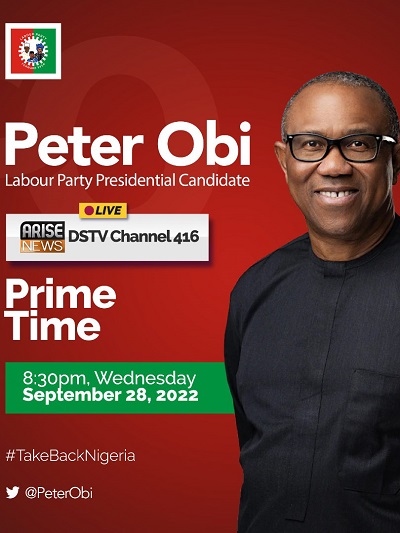 Peter Obi
Labour Party Presidential Candidate
LIVE
ARISE
NEWS
DSTV Channel 416
Prime
Time
8:30pm, Wednesday
September 28, 2022
#TakeBackNigeria
@PeterObi